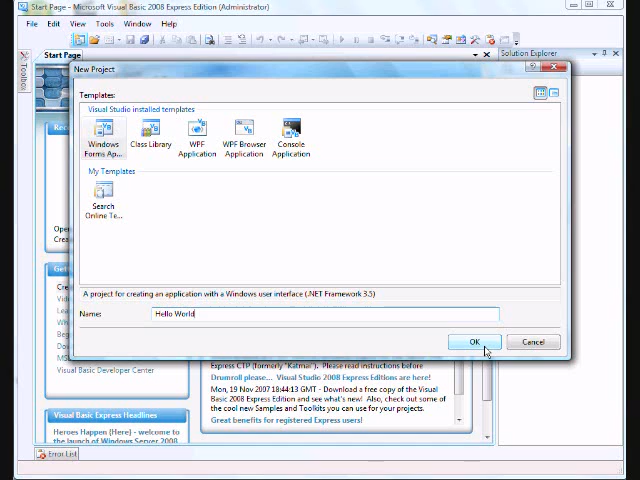 Start Page - Microsoft Visual Basic 2008 Express Edition (Administrator)
File Edit View Tools Window Help
Start Page
Solution Explorer
Toolbox
New Project
Templates:
Visual Studio installed templates
Windows Forms Ap...
Class Library
WPF Application
WPF Browser Application
Console Application
My Templates
Search Online Te...
A project for creating an application with a Windows user interface (.NET Framework 3.5)
Name: Hello World
OK Cancel
Visual Basic Developer Center
Express CTP (formerly "Katmai"). Please read instructions before
Drumroll please... Visual Studio 2008 Express Editions are here!
Mon, 19 Nov 2007 18:44:13 GMT - Download a free copy of the Visual
Basic 2008 Express Edition and see what's new! Also, check out some of
the cool new Samples and Toolkits you can use for your projects.
Great benefits for registered Express users!
Visual Basic Express Headlines
Heroes Happen {Here} - welcome to
the launch of Windows Server 2008
Error List